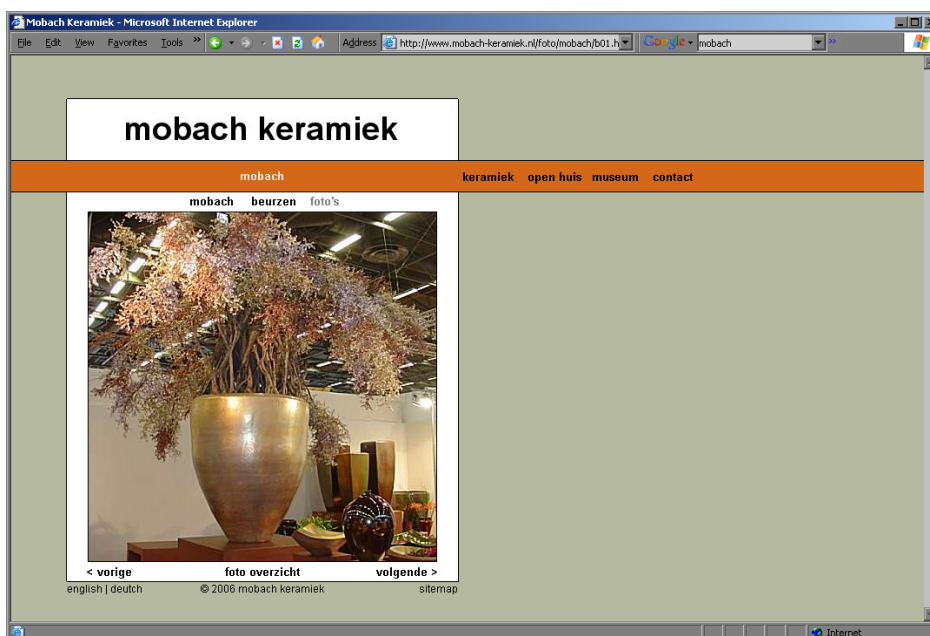 Mobach Keramiek - Microsoft Internet Explorer
File Edit View Favorites Tools » Address http://www.mobach-keramiek.nl/foto/mobach/b01.h Google mobach »
mobach keramiek
mobach keramiek open huis museum contact
mobach beurzen foto's
< vorige foto overzicht volgende >
english | deutch © 2006 mobach keramiek sitemap
Internet